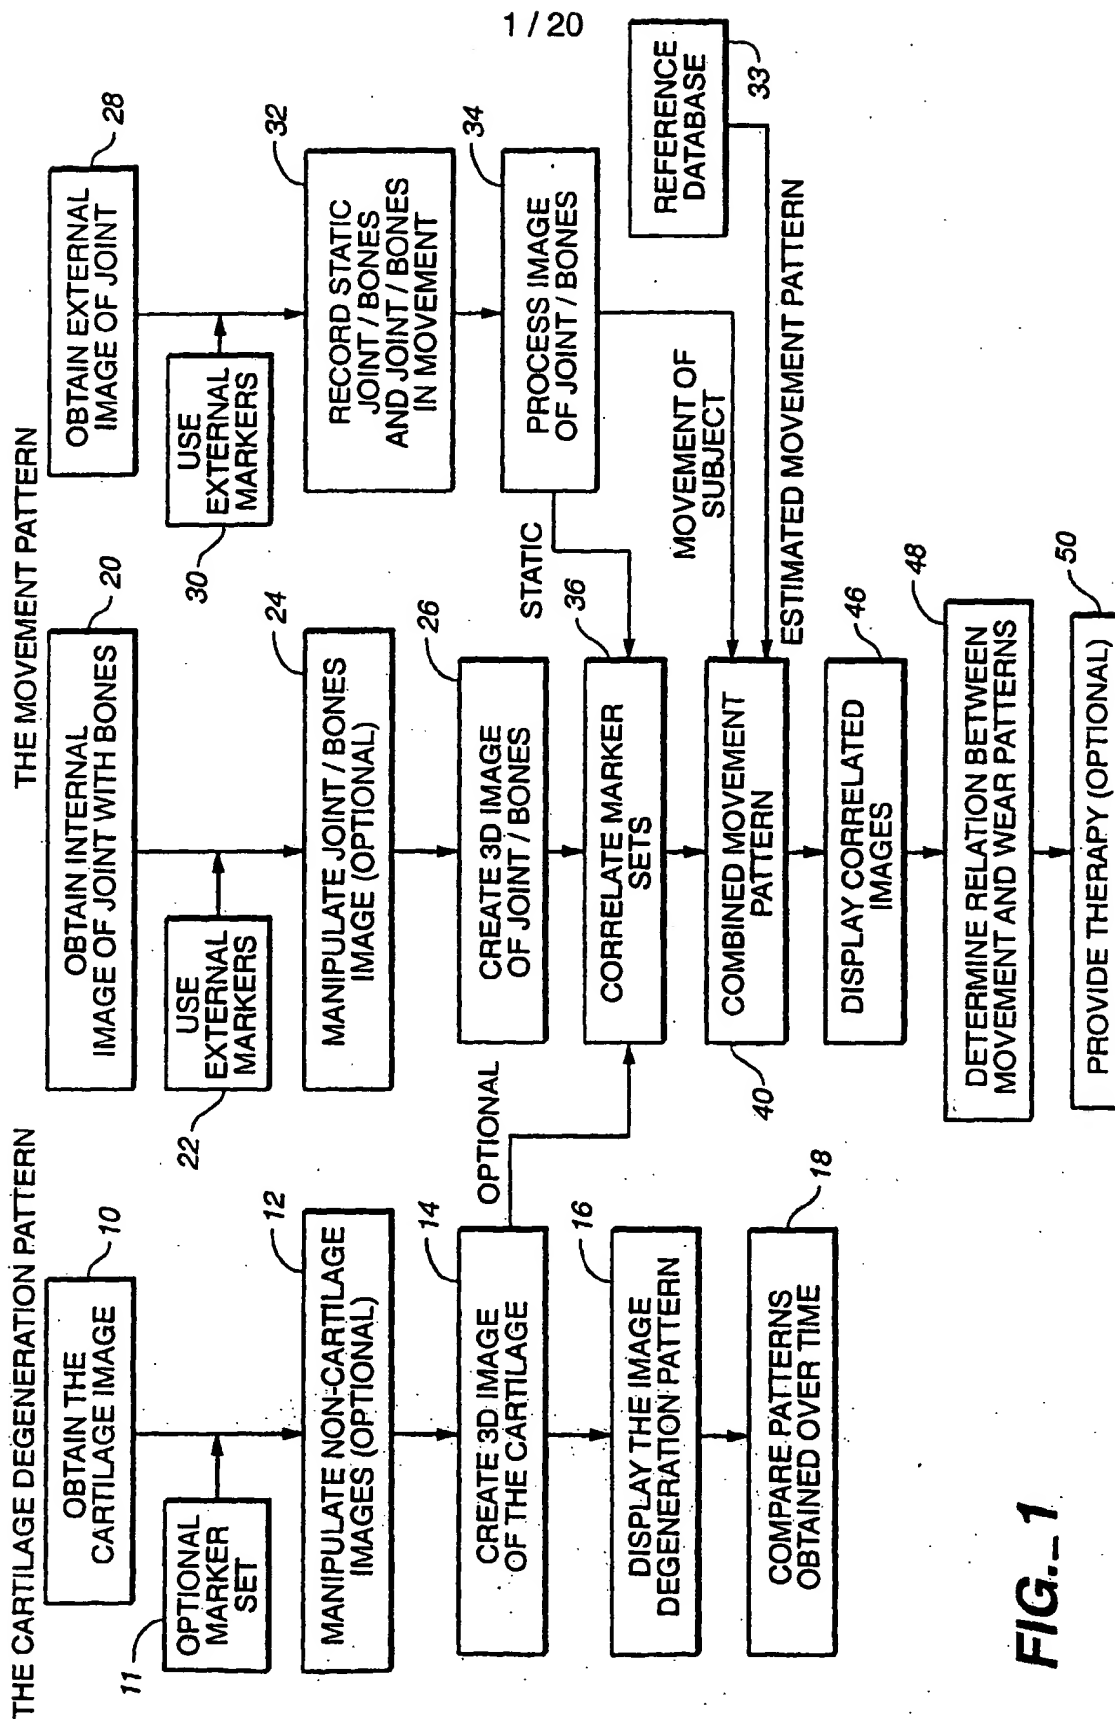 1 / 20
THE CARTILAGE DEGENERATION PATTERN
10
OBTAIN THE
CARTILAGE IMAGE
11
OPTIONAL
MARKER
SET
12
MANIPULATE NON-CARTILAGE
IMAGES (OPTIONAL)
14
CREATE 3D IMAGE
OF THE CARTILAGE
OPTIONAL
16
DISPLAY THE IMAGE
DEGENERATION PATTERN
18
COMPARE PATTERNS
OBTAINED OVER TIME
THE MOVEMENT PATTERN
20
OBTAIN INTERNAL
IMAGE OF JOINT WITH BONES
22
USE
EXTERNAL
MARKERS
24
MANIPULATE JOINT / BONES
IMAGE (OPTIONAL)
26
CREATE 3D IMAGE
OF JOINT / BONES
36
CORRELATE MARKER
SETS
40
COMBINED MOVEMENT
PATTERN
46
DISPLAY CORRELATED
IMAGES
48
DETERMINE RELATION BETWEEN
MOVEMENT AND WEAR PATTERNS
50
PROVIDE THERAPY (OPTIONAL)
28
OBTAIN EXTERNAL
IMAGE OF JOINT
30
USE
EXTERNAL
MARKERS
32
RECORD STATIC
JOINT / BONES
AND JOINT / BONES
IN MOVEMENT
34
PROCESS IMAGE
OF JOINT / BONES
STATIC
MOVEMENT OF
SUBJECT
REFERENCE
DATABASE
33
ESTIMATED MOVEMENT PATTERN
FIG._1